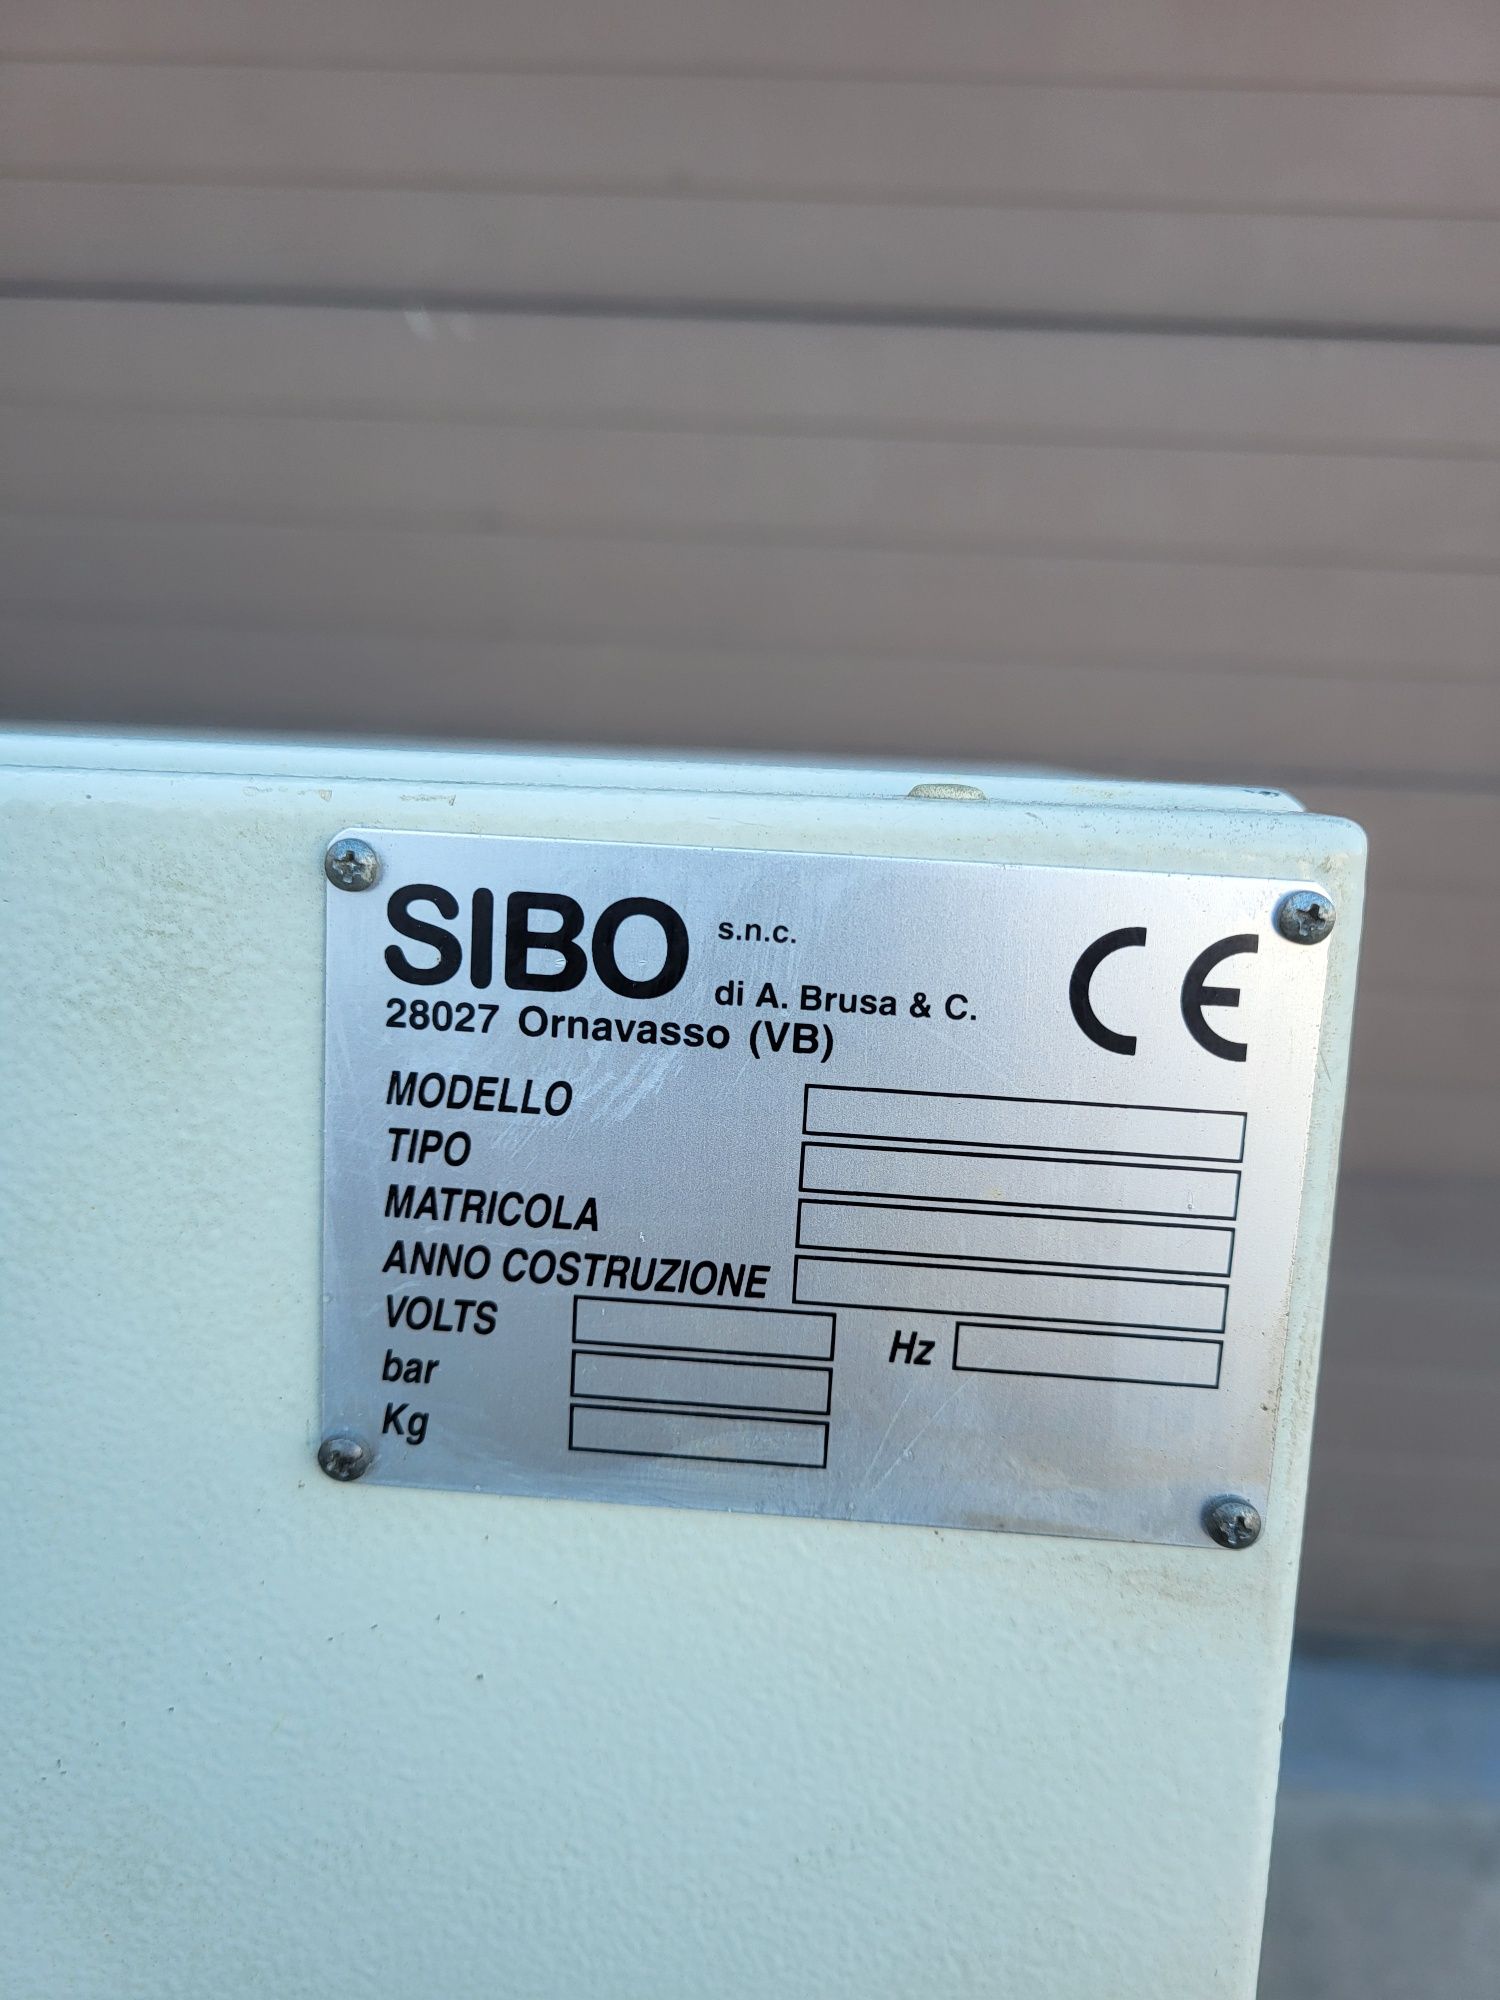 SIBO s.n.c.
di A. Brusa & C.
28027 Ornavasso (VB)
CE
MODELLO
TIPO
MATRICOLA
ANNO COSTRUZIONE
VOLTS Hz
bar
Kg